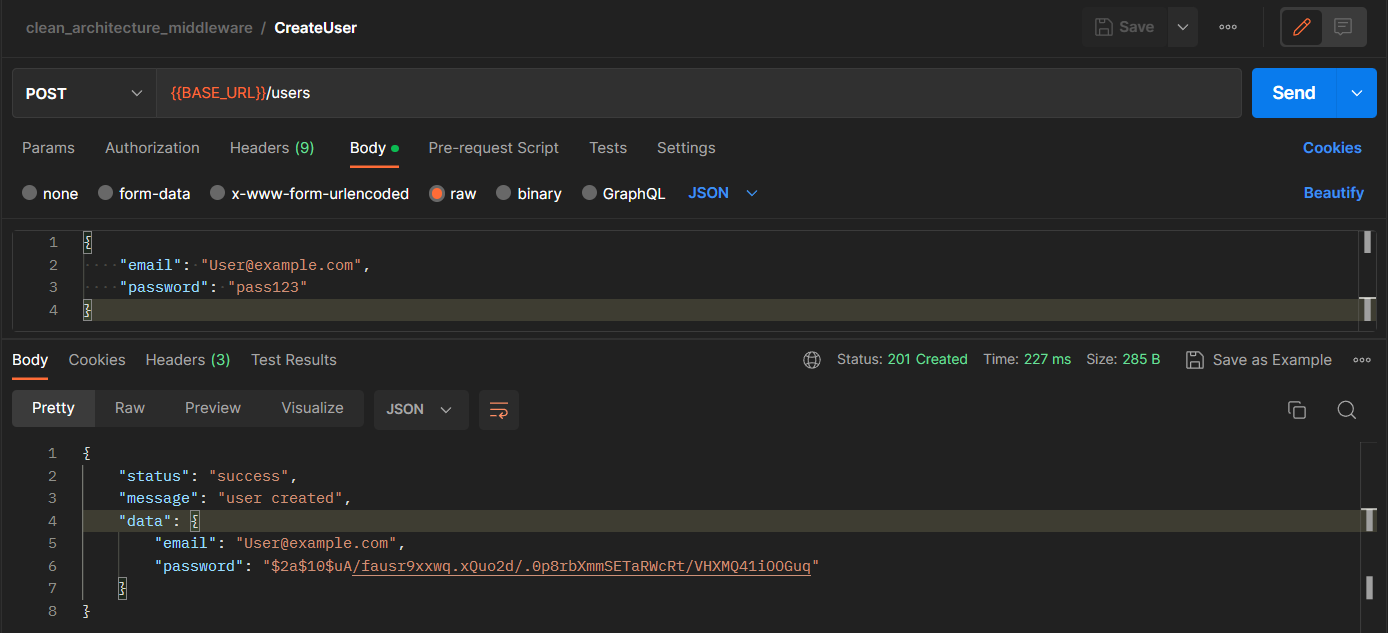 clean_architecture_middleware / CreateUser
Save
POST
{{BASE_URL}}/users
Send
Params Authorization Headers (9) Body Pre-request Script Tests Settings Cookies
none form-data x-www-form-urlencoded raw binary GraphQL JSON Beautify
1 {
2 "email": "User@example.com",
3 "password": "pass123"
4 }
Body Cookies Headers (3) Test Results Status: 201 Created Time: 227 ms Size: 285 B Save as Example
Pretty Raw Preview Visualize JSON
1 {
2 "status": "success",
3 "message": "user created",
4 "data": {
5 "email": "User@example.com",
6 "password": "$2a$10$uA/fausr9xxwq.xQuo2d/.0p8rbXmmSETaRWcRt/VHXMQ41iOOGuq"
7 }
8 }